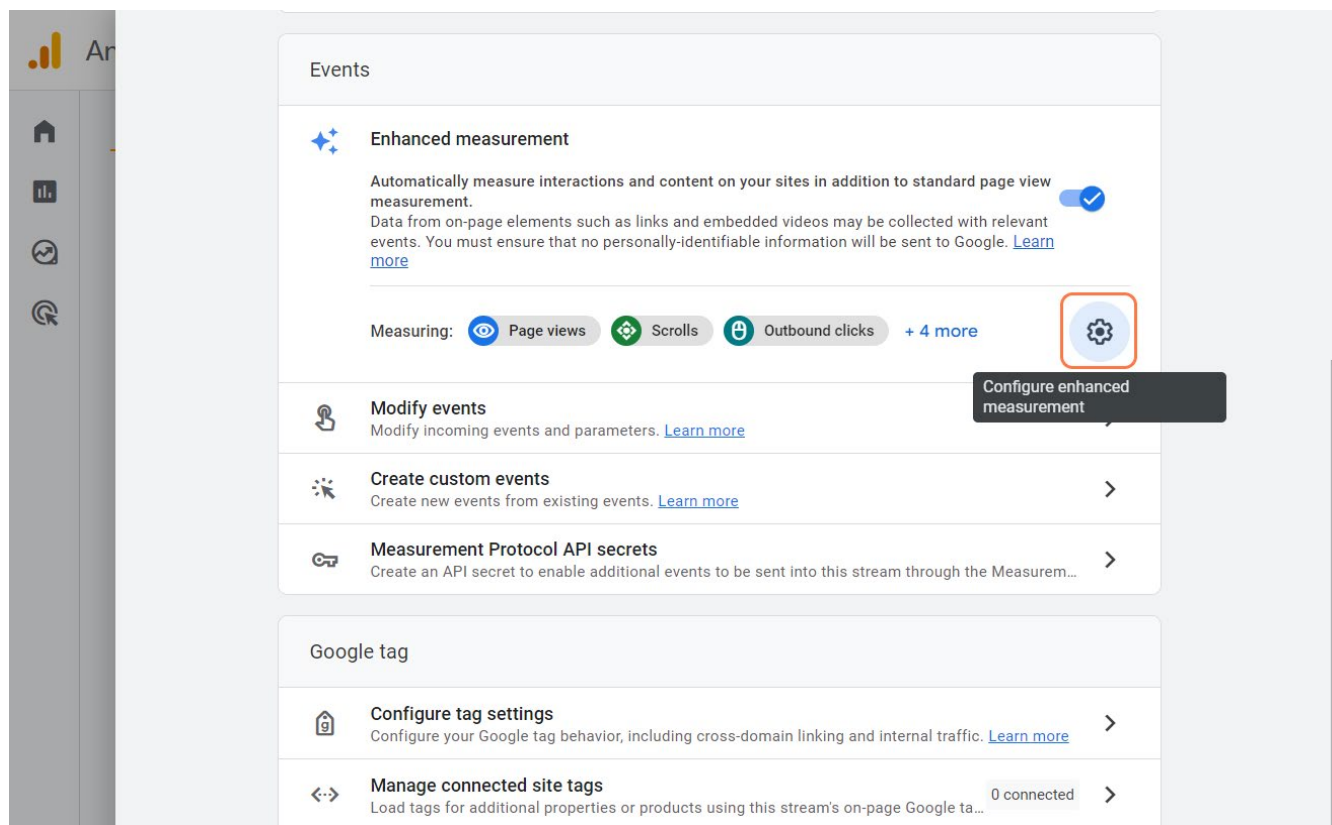 An
Events
Enhanced measurement
Automatically measure interactions and content on your sites in addition to standard page view
measurement.
Data from on-page elements such as links and embedded videos may be collected with relevant
events. You must ensure that no personally-identifiable information will be sent to Google. Learn
more
Measuring: Page views Scrolls Outbound clicks + 4 more
Configure enhanced
measurement
Modify events
Modify incoming events and parameters. Learn more
Create custom events
Create new events from existing events. Learn more
Measurement Protocol API secrets
Create an API secret to enable additional events to be sent into this stream through the Measurem...
Google tag
Configure tag settings
Configure your Google tag behavior, including cross-domain linking and internal traffic. Learn more
Manage connected site tags
Load tags for additional properties or products using this stream's on-page Google ta...
0 connected